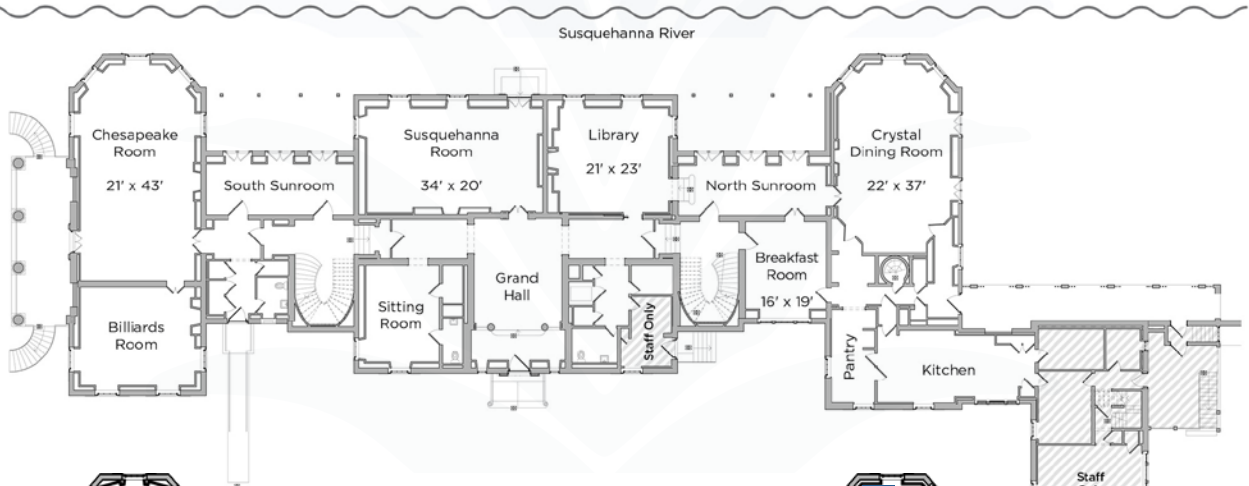 Susquehanna River
Chesapeake
Room
21' x 43'
South Sunroom
Susquehanna
Room
34' x 20'
Library
21' x 23'
North Sunroom
Crystal
Dining Room
22' x 37'
Billiards
Room
Sitting
Room
Grand
Hall
Staff Only
Breakfast
Room
16' x 19'
Pantry
Kitchen
Staff